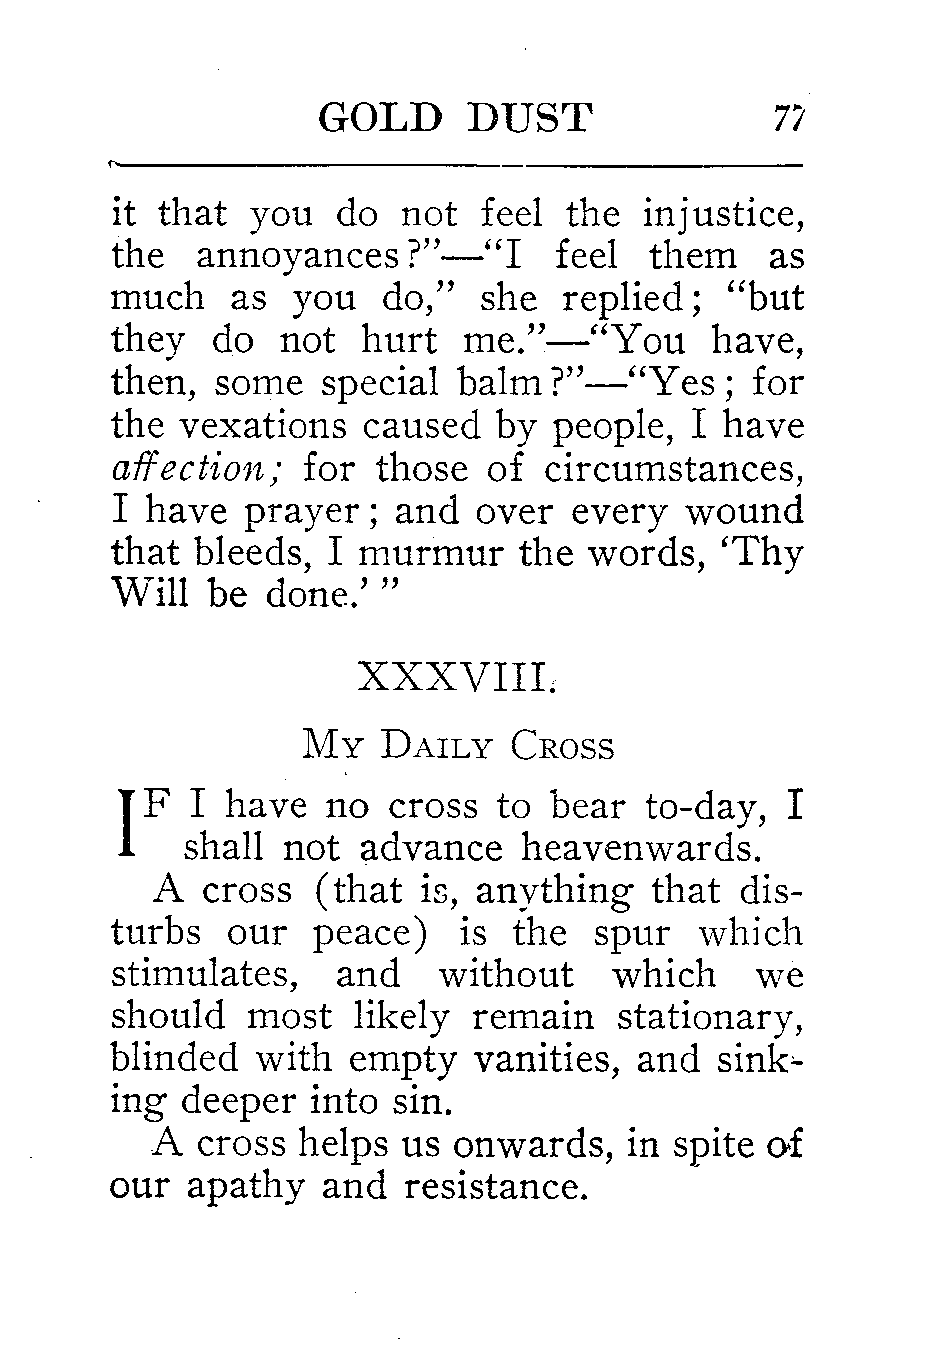 GOLD DUST 77
it that you do not feel the injustice,
the annoyances?"—"I feel them as
much as you do," she replied; "but
they do not hurt me."—"You have,
then, some special balm?"—"Yes; for
the vexations caused by people, I have
affection; for those of circumstances,
I have prayer; and over every wound
that bleeds, I murmur the words, 'Thy
Will be done.' "
XXXVIII.
My Daily Cross
IF I have no cross to bear to-day, I
shall not advance heavenwards.
A cross (that is, anything that dis-
turbs our peace) is the spur which
stimulates, and without which we
should most likely remain stationary,
blinded with empty vanities, and sink-
ing deeper into sin.
A cross helps us onwards, in spite of
our apathy and resistance.